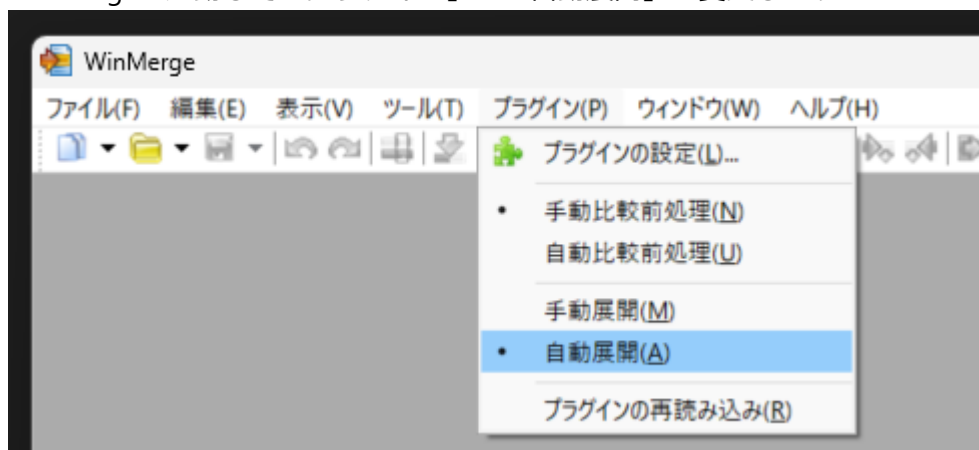 WinMerge
ファイル(F) 編集(E) 表示(V) ツール(T) プラグイン(P) ウィンドウ(W) ヘルプ(H)
プラグインの設定(L)...
手動比較前処理(N)
自動比較前処理(U)
手動展開(M)
自動展開(A)
プラグインの再読み込み(R)